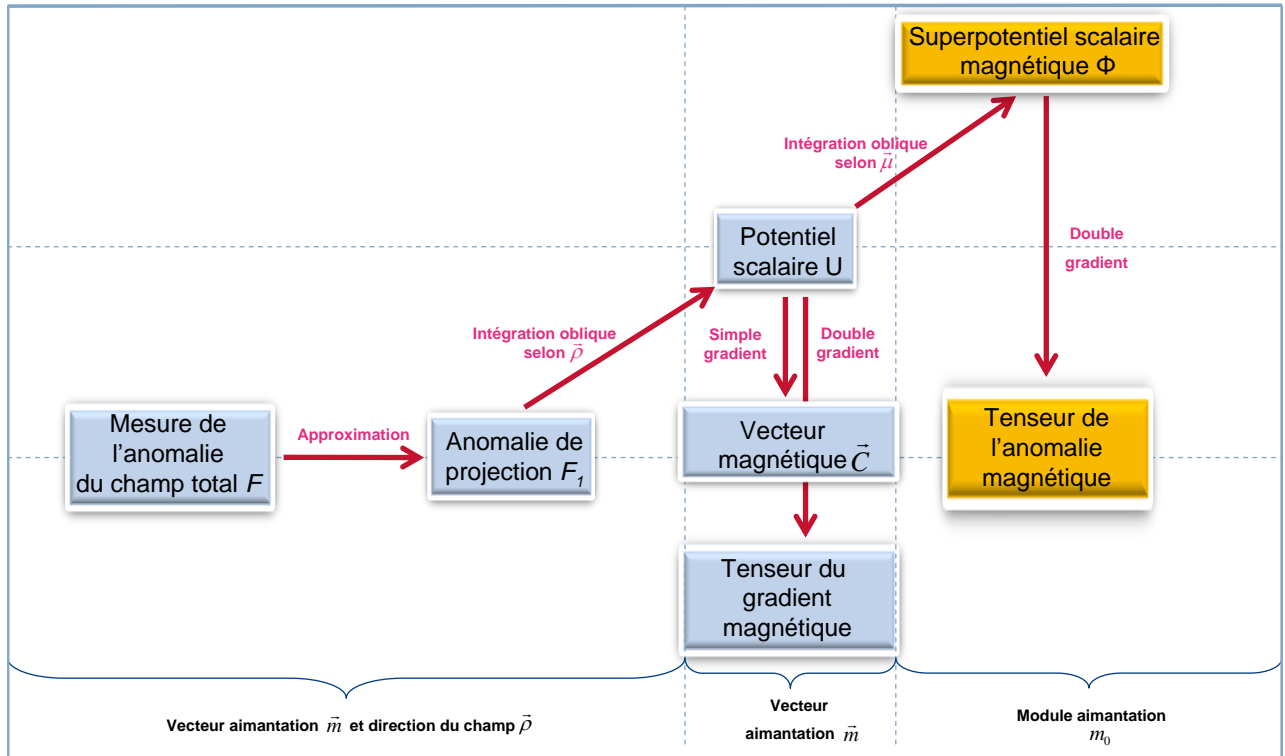 Superpotentiel scalaire
magnétique Φ
Intégration oblique
selon μ⃗
Potentiel
scalaire U
Double
gradient
Intégration oblique
selon ρ⃗
Simple
gradient
Double
gradient
Mesure de
l’anomalie
du champ total F
Approximation
Anomalie de
projection F₁
Vecteur
magnétique C⃗
Tenseur de
l’anomalie
magnétique
Tenseur du
gradient
magnétique
Vecteur aimantation m⃗ et direction du champ ρ⃗
Vecteur
aimantation m⃗
Module aimantation
m₀